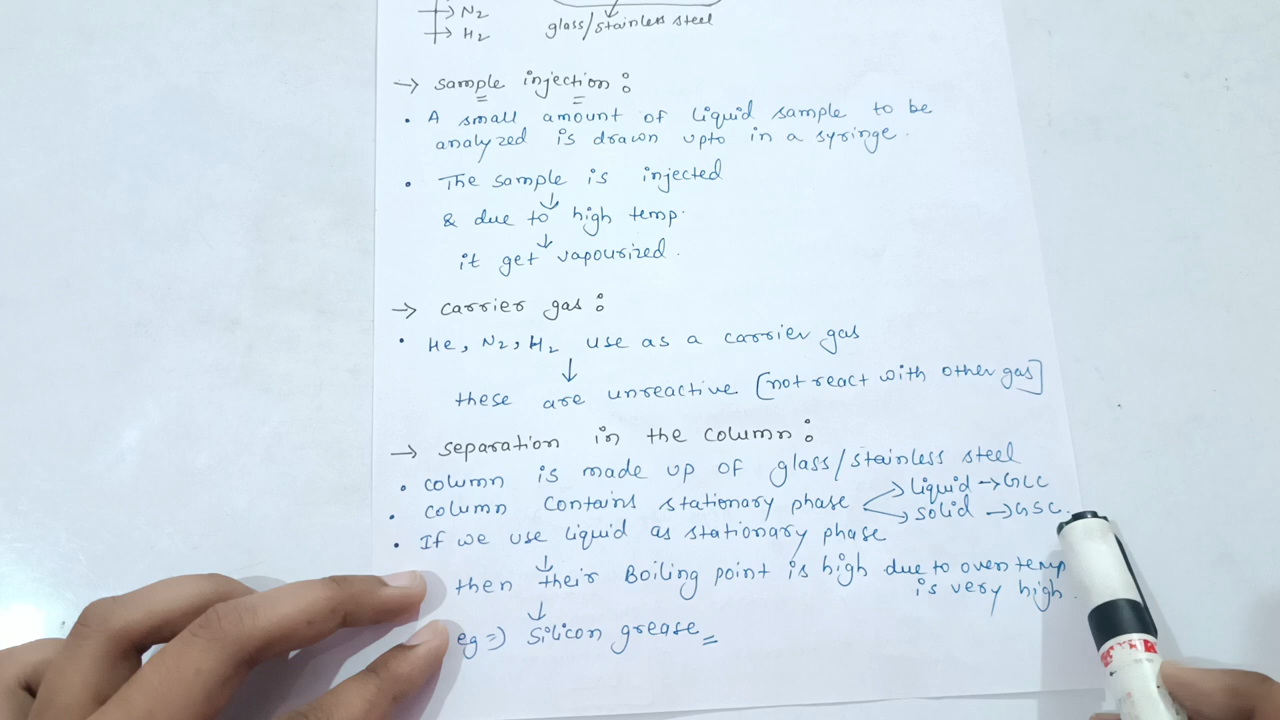 → N2
→ H2
glass/stainless steel
→ sample injection :
• A small amount of liquid sample to be
analyzed is drawn upto in a syringe.
• The sample is injected
↓
& due to high temp.
↓
it get vapourized.
→ carrier gas :
• He, N2, H2 use as a carrier gas
↓
these are unreactive [not react with other gas]
→ separation in the column :
• column is made up of glass/stainless steel
• column contains stationary phase → liquid → GLC
→ solid → GSC.
• If we use liquid as stationary phase
↓
then their Boiling point is high due to oven temp
is very high.
↓
eg => Silicon grease